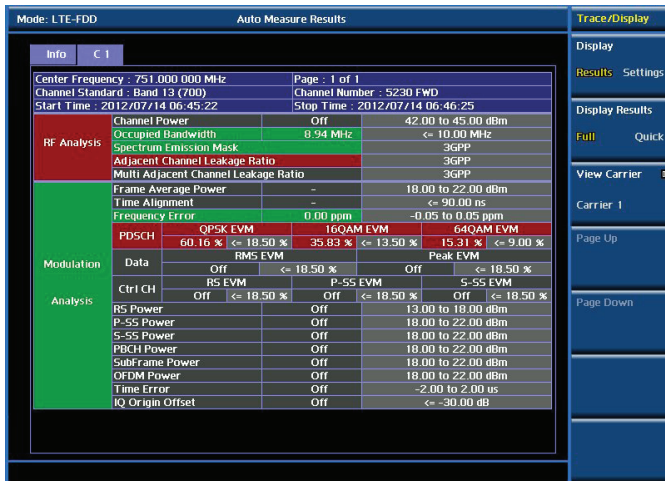 Mode: LTE-FDD Auto Measure Results Trace/Display
Info C 1
Center Frequency : 751.000 000 MHz Page : 1 of 1
Channel Standard : Band 13 (700) Channel Number : 5230 FWD
Start Time : 2012/07/14 06:45:22 Stop Time : 2012/07/14 06:46:25
RF Analysis
Channel Power Off 42.00 to 45.00 dBm
Occupied Bandwidth 8.94 MHz <= 10.00 MHz
Spectrum Emission Mask 3GPP
Adjacent Channel Leakage Ratio 3GPP
Multi Adjacent Channel Leakage Ratio 3GPP
Modulation
Analysis
Frame Average Power - 18.00 to 22.00 dBm
Time Alignment - <= 90.00 ns
Frequency Error 0.00 ppm -0.05 to 0.05 ppm
PDSCH QPSK EVM 16QAM EVM 64QAM EVM
60.16 % <= 18.50 % 35.83 % <= 13.50 % 15.31 % <= 9.00 %
Data RMS EVM Peak EVM
Off <= 18.50 % Off <= 18.50 %
Ctrl CH RS EVM P-SS EVM S-SS EVM
Off <= 18.50 % Off <= 18.50 % Off <= 18.50 %
RS Power Off 13.00 to 18.00 dBm
P-SS Power Off 18.00 to 22.00 dBm
S-SS Power Off 18.00 to 22.00 dBm
PBCH Power Off 18.00 to 22.00 dBm
SubFrame Power Off 18.00 to 22.00 dBm
OFDM Power Off 18.00 to 22.00 dBm
Time Error Off -2.00 to 2.00 us
IQ Origin Offset Off <= -30.00 dB
Display
Results Settings
Display Results
Full Quick
View Carrier
Carrier 1
Page Up
Page Down